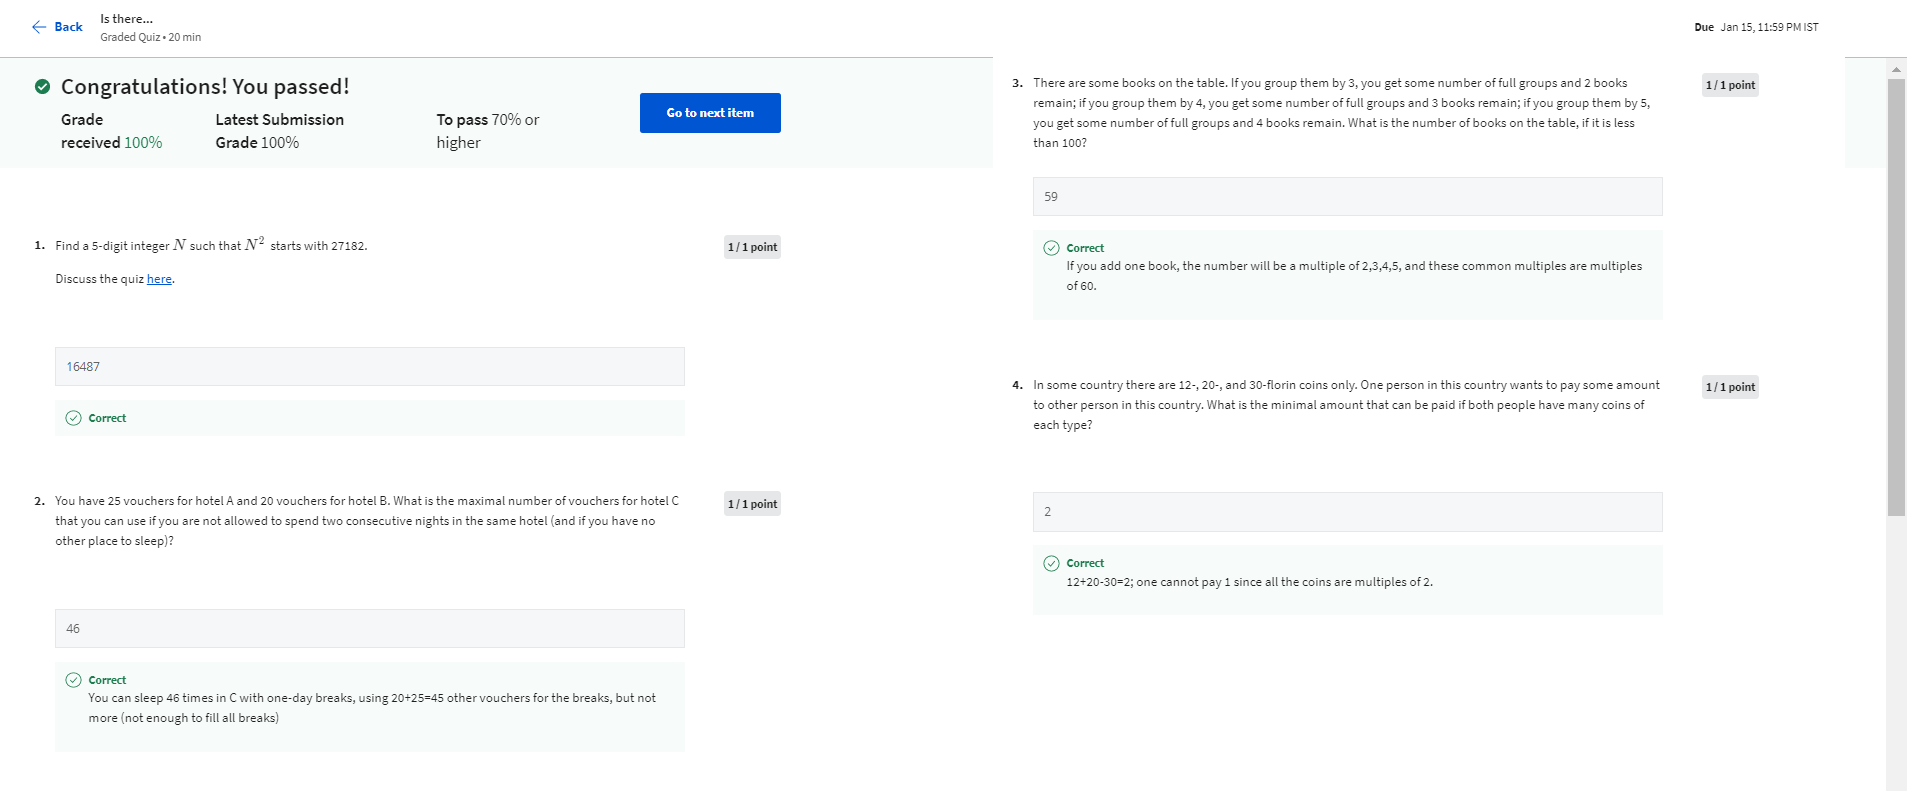 Back
Is there...
Graded Quiz • 20 min
Due Jan 15, 11:59 PM IST
Congratulations! You passed!
Grade
received 100%
Latest Submission
Grade 100%
To pass 70% or
higher
Go to next item
1. Find a 5-digit integer N such that N² starts with 27182.
1 / 1 point
Discuss the quiz here.
16487
Correct
2. You have 25 vouchers for hotel A and 20 vouchers for hotel B. What is the maximal number of vouchers for hotel C
that you can use if you are not allowed to spend two consecutive nights in the same hotel (and if you have no
other place to sleep)?
1 / 1 point
46
Correct
You can sleep 46 times in C with one-day breaks, using 20+25=45 other vouchers for the breaks, but not
more (not enough to fill all breaks)
3. There are some books on the table. If you group them by 3, you get some number of full groups and 2 books
remain; if you group them by 4, you get some number of full groups and 3 books remain; if you group them by 5,
you get some number of full groups and 4 books remain. What is the number of books on the table, if it is less
than 100?
1 / 1 point
59
Correct
If you add one book, the number will be a multiple of 2,3,4,5, and these common multiples are multiples
of 60.
4. In some country there are 12-, 20-, and 30-florin coins only. One person in this country wants to pay some amount
to other person in this country. What is the minimal amount that can be paid if both people have many coins of
each type?
1 / 1 point
2
Correct
12+20-30=2; one cannot pay 1 since all the coins are multiples of 2.